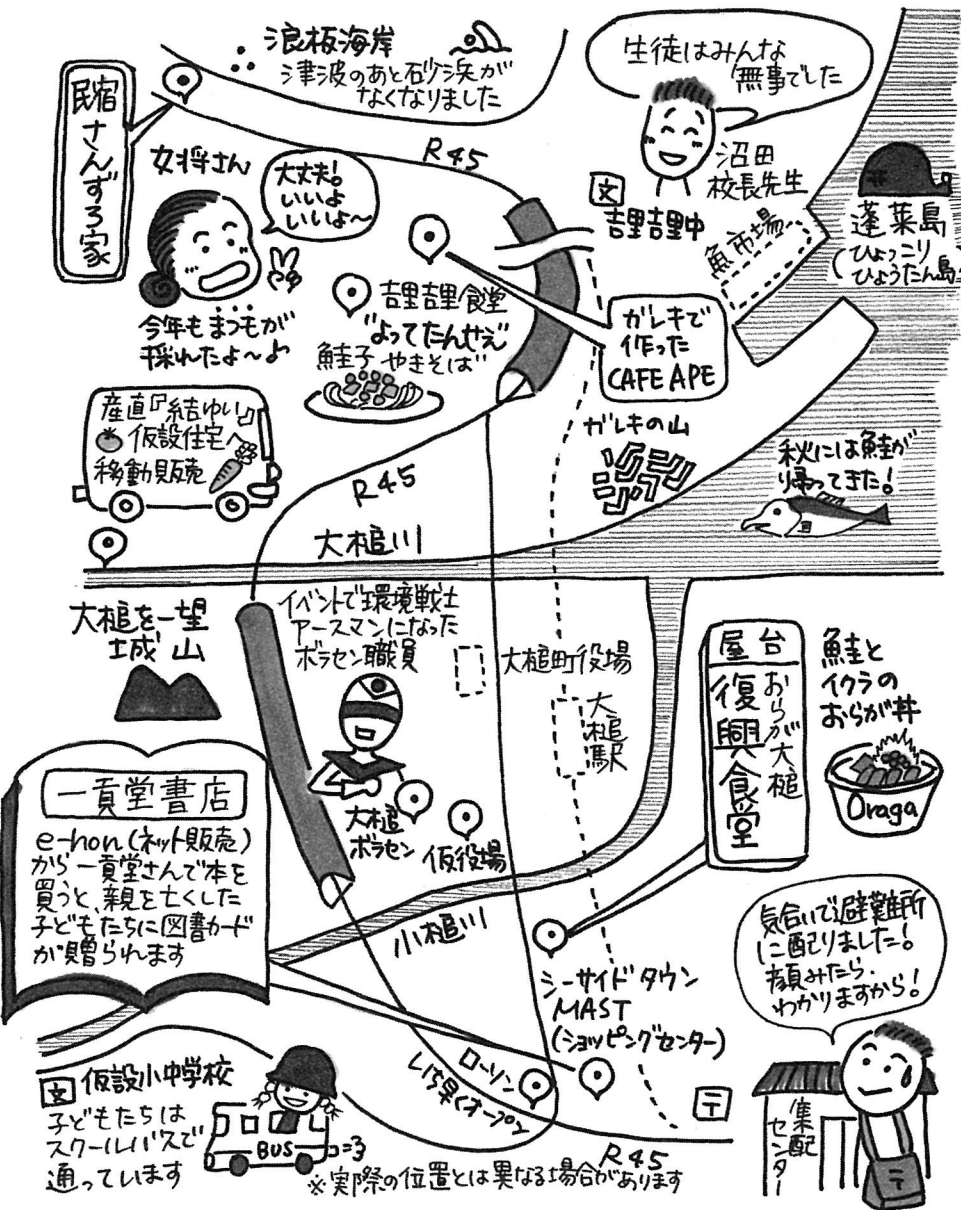 浪板海岸
津波のあと砂浜が
なくなりました
民宿さんずろ家
R45
生徒はみんな
無事でした
沼田
校長先生
文
吉里吉里中
魚市場
蓬莱島
(ひょっこり
ひょうたん島
女将さん
大丈夫!
いいよ
いいよ〜
今年もまつもが
採れたよ〜♪
吉里吉里食堂
"よってたんせえ"
鮭子やきそば
ガレキで
作った
CAFE APE
産直『結ゆい』
仮設住宅へ
移動販売
R45
ガレキの山
秋には鮭が
帰ってきた!
大槌川
大槌を一望
城山
イベントで環境戦士
アースマンになった
ボラセン職員
大槌町役場
大槌駅
屋台
おらが大槌
復興食堂
鮭と
イクラの
おらが丼
Oraga
一頁堂書店
e-hon(ネット販売)
から一頁堂さんで本を
買うと、親を亡くした
子どもたちに図書カード
が贈られます
大槌
ボラセン
仮役場
小槌川
シーサイドタウン
MAST
(ショッピングセンター)
気合いで避難所
に配りました!
顔みたら、
わかりますから!
文
仮設小中学校
子どもたちは
スクールバスで
通っています
BUS
ローソン
いち早くオープン
〒
R45
集配
センター
〒
※実際の位置とは異なる場合があります